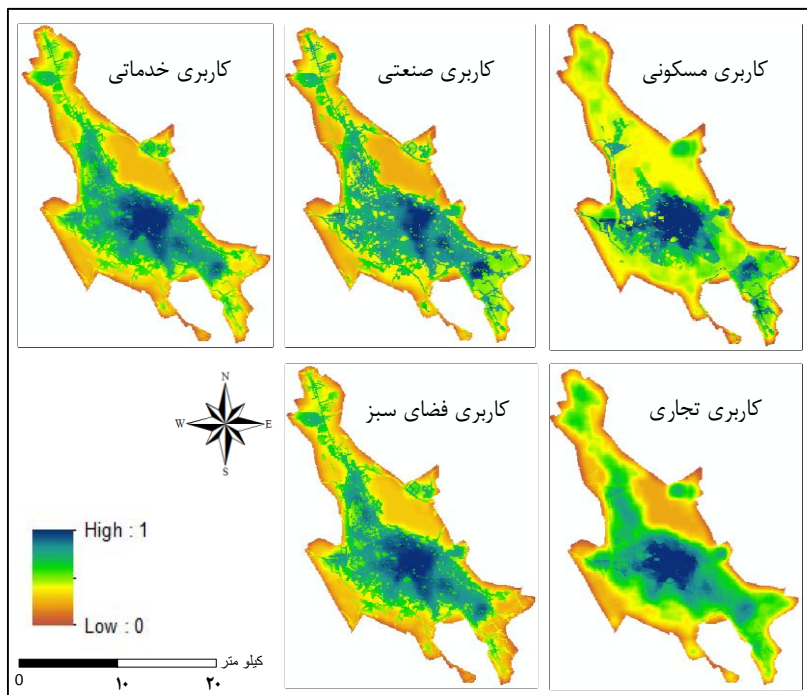 کاربری مسکونی
کاربری صنعتی
کاربری خدماتی
کاربری تجاری
کاربری فضای سبز
N
W
E
S
High : 1
Low : 0
کیلو متر
0
۱۰
۲۰